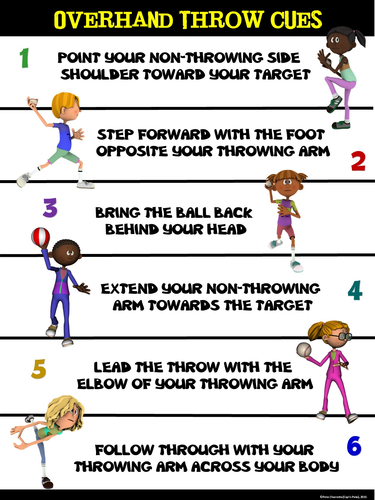 OVERHAND THROW CUES
1
POINT YOUR NON-THROWING SIDE
SHOULDER TOWARD YOUR TARGET
STEP FORWARD WITH THE FOOT
OPPOSITE YOUR THROWING ARM
2
3
BRING THE BALL BACK
BEHIND YOUR HEAD
EXTEND YOUR NON-THROWING
ARM TOWARDS THE TARGET
4
5
LEAD THE THROW WITH THE
ELBOW OF YOUR THROWING ARM
6
FOLLOW THROUGH WITH YOUR
THROWING ARM ACROSS YOUR BODY